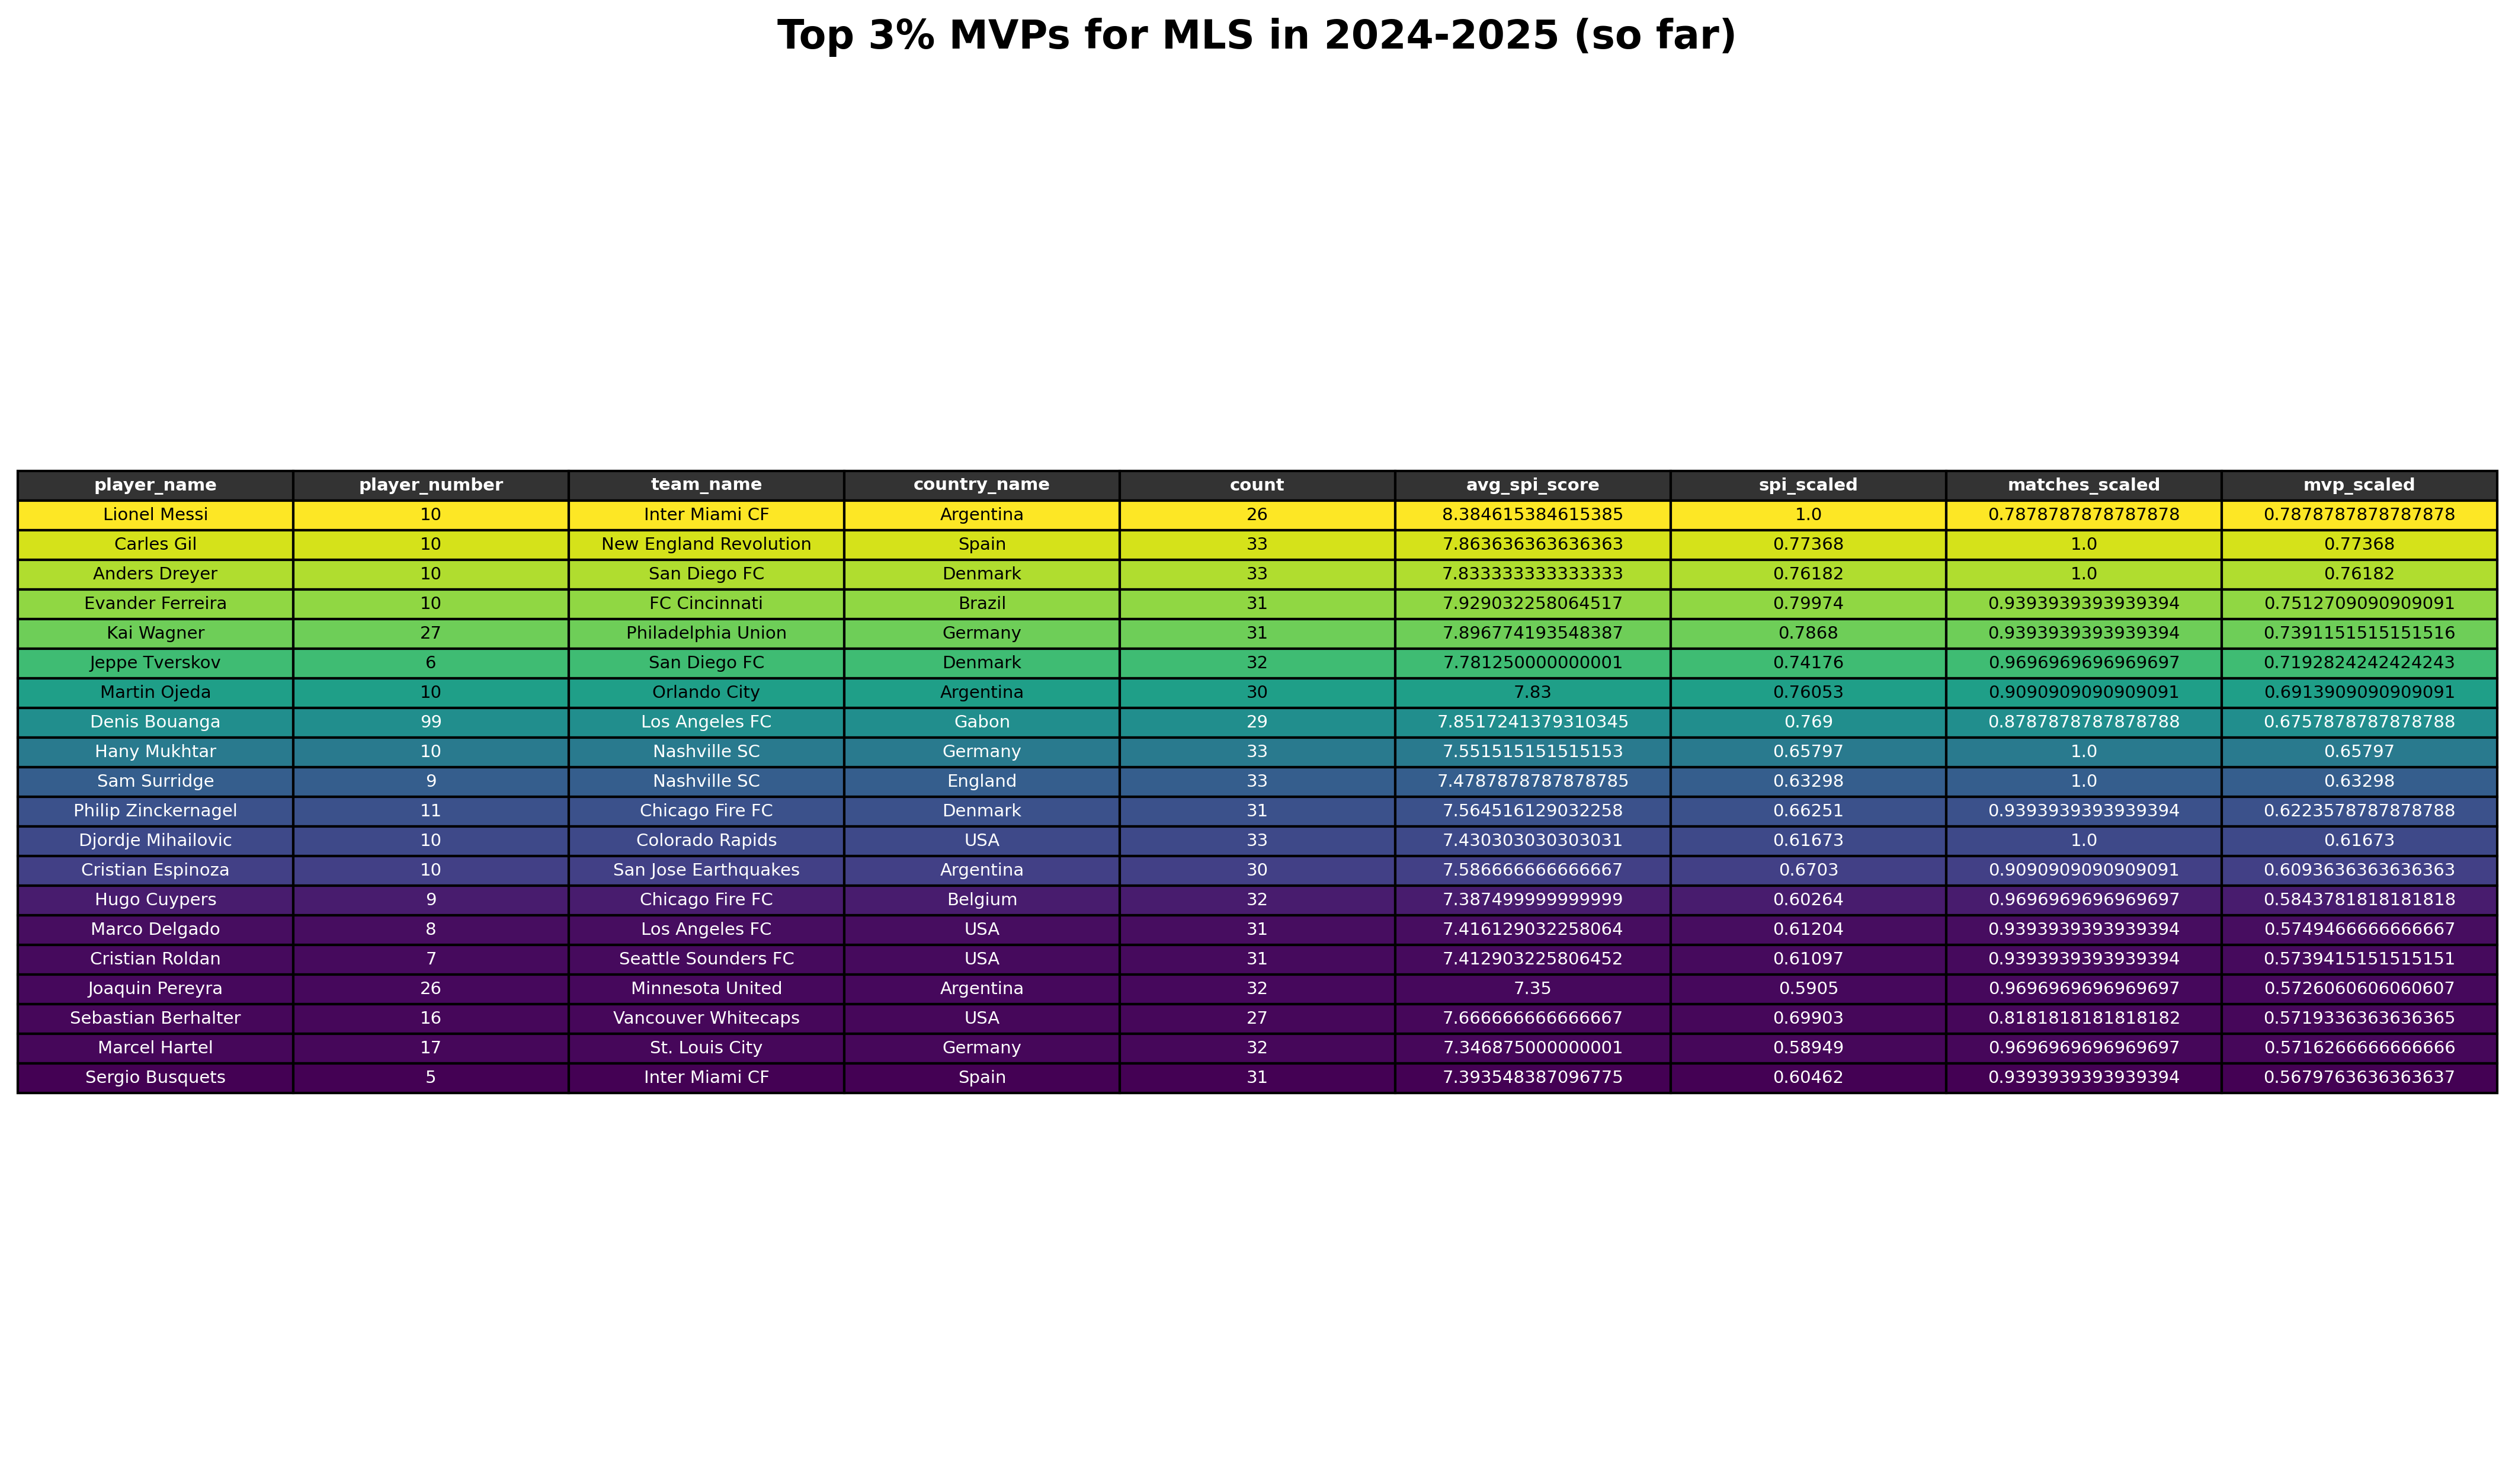 Top 3% MVPs for MLS in 2024-2025 (so far)
player_name player_number team_name country_name count avg_spi_score spi_scaled matches_scaled mvp_scaled
Lionel Messi 10 Inter Miami CF Argentina 26 8.384615384615385 1.0 0.7878787878787878 0.7878787878787878
Carles Gil 10 New England Revolution Spain 33 7.863636363636363 0.77368 1.0 0.77368
Anders Dreyer 10 San Diego FC Denmark 33 7.833333333333333 0.76182 1.0 0.76182
Evander Ferreira 10 FC Cincinnati Brazil 31 7.929032258064517 0.79974 0.9393939393939394 0.7512709090909091
Kai Wagner 27 Philadelphia Union Germany 31 7.896774193548387 0.7868 0.9393939393939394 0.7391151515151516
Jeppe Tverskov 6 San Diego FC Denmark 32 7.781250000000001 0.74176 0.9696969696969697 0.7192824242424243
Martin Ojeda 10 Orlando City Argentina 30 7.83 0.76053 0.9090909090909091 0.6913909090909091
Denis Bouanga 99 Los Angeles FC Gabon 29 7.8517241379310345 0.769 0.8787878787878788 0.6757878787878788
Hany Mukhtar 10 Nashville SC Germany 33 7.551515151515153 0.65797 1.0 0.65797
Sam Surridge 9 Nashville SC England 33 7.4787878787878785 0.63298 1.0 0.63298
Philip Zinckernagel 11 Chicago Fire FC Denmark 31 7.564516129032258 0.66251 0.9393939393939394 0.6223578787878788
Djordje Mihailovic 10 Colorado Rapids USA 33 7.430303030303031 0.61673 1.0 0.61673
Cristian Espinoza 10 San Jose Earthquakes Argentina 30 7.586666666666667 0.6703 0.9090909090909091 0.6093636363636363
Hugo Cuypers 9 Chicago Fire FC Belgium 32 7.387499999999999 0.60264 0.9696969696969697 0.5843781818181818
Marco Delgado 8 Los Angeles FC USA 31 7.416129032258064 0.61204 0.9393939393939394 0.5749466666666667
Cristian Roldan 7 Seattle Sounders FC USA 31 7.412903225806452 0.61097 0.9393939393939394 0.5739415151515151
Joaquin Pereyra 26 Minnesota United Argentina 32 7.35 0.5905 0.9696969696969697 0.5726060606060607
Sebastian Berhalter 16 Vancouver Whitecaps USA 27 7.666666666666667 0.69903 0.8181818181818182 0.5719336363636365
Marcel Hartel 17 St. Louis City Germany 32 7.346875000000001 0.58949 0.9696969696969697 0.5716266666666666
Sergio Busquets 5 Inter Miami CF Spain 31 7.393548387096775 0.60462 0.9393939393939394 0.5679763636363637